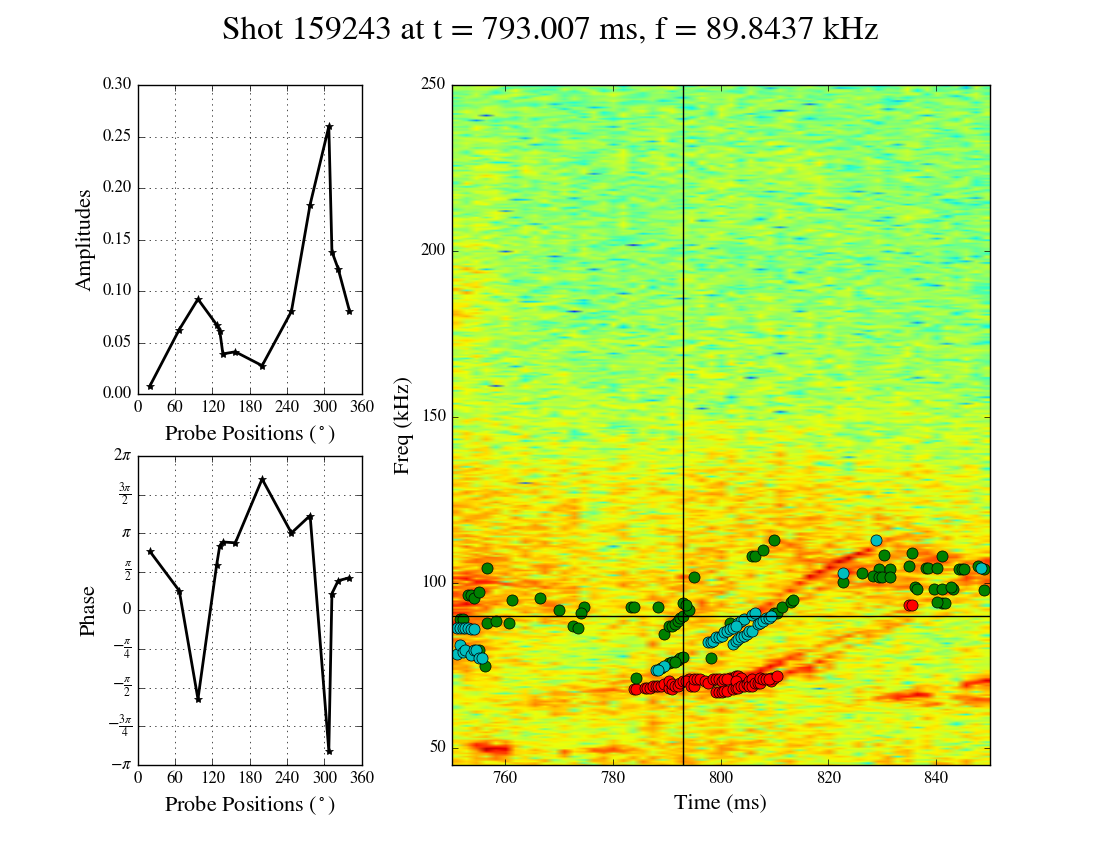 Shot 159243 at t = 793.007 ms, f = 89.8437 kHz
0.30
0.25
0.20
0.15
0.10
0.05
0.00
Amplitudes
0 60 120 180 240 300 360
Probe Positions (°)
2π
3π/2
π
π/2
0
−π/4
−π/2
−3π/4
−π
Phase
0 60 120 180 240 300 360
Probe Positions (°)
250
200
150
100
50
Freq (kHz)
760 780 800 820 840
Time (ms)